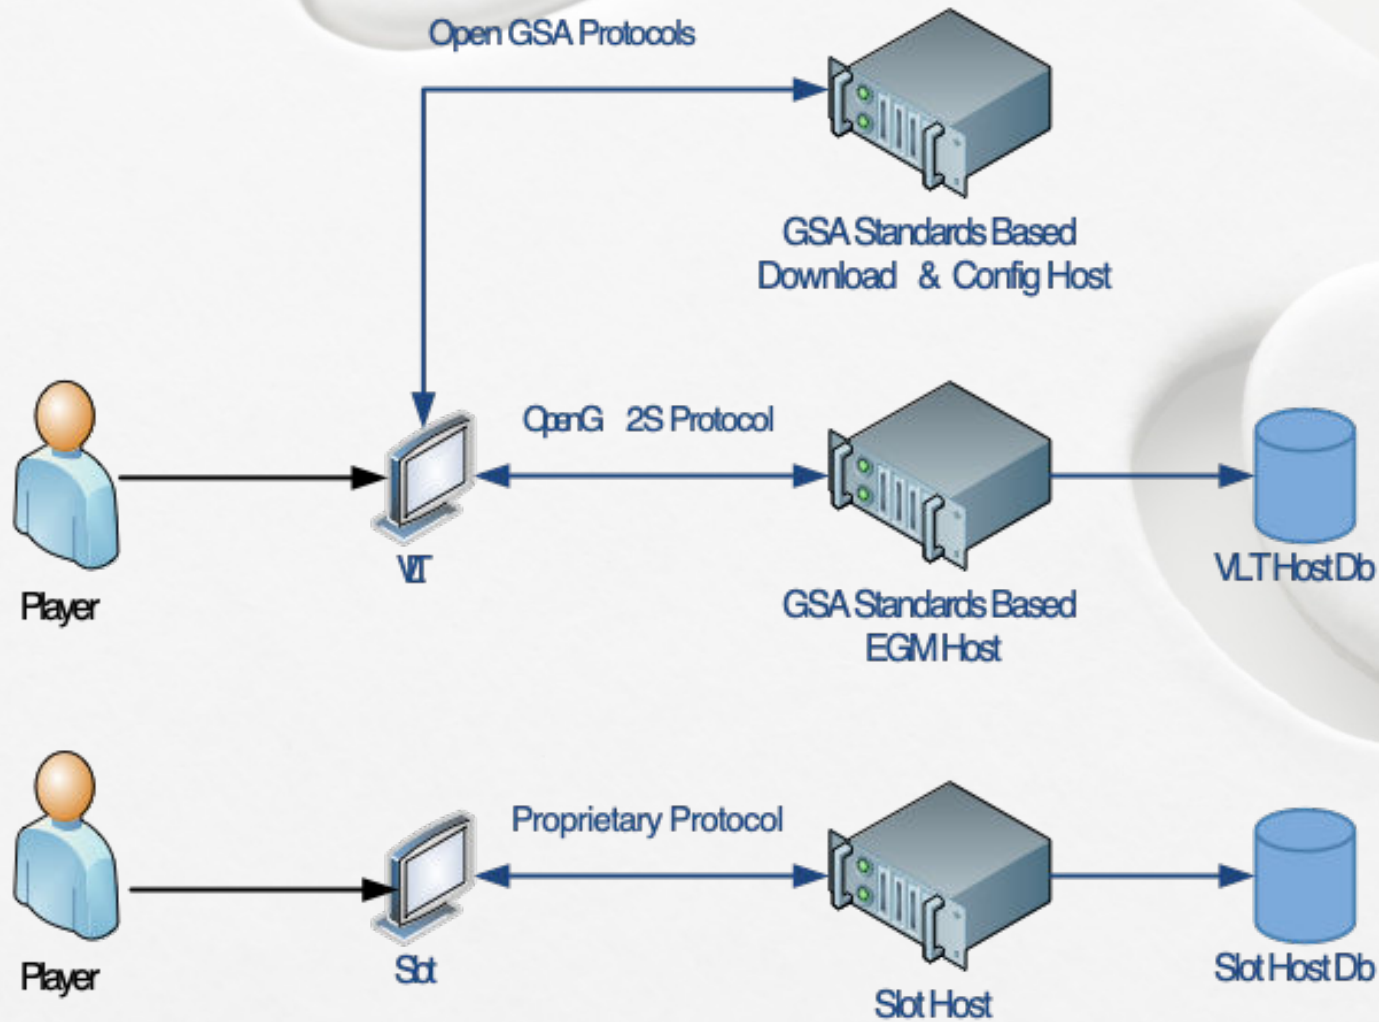 Open GSA Protocols
GSA Standards Based
Download & Config Host
OpenG 2S Protocol
VLT
Player
GSA Standards Based
EGM Host
VLT Host Db
Proprietary Protocol
Slot
Player
Slot Host
Slot Host Db